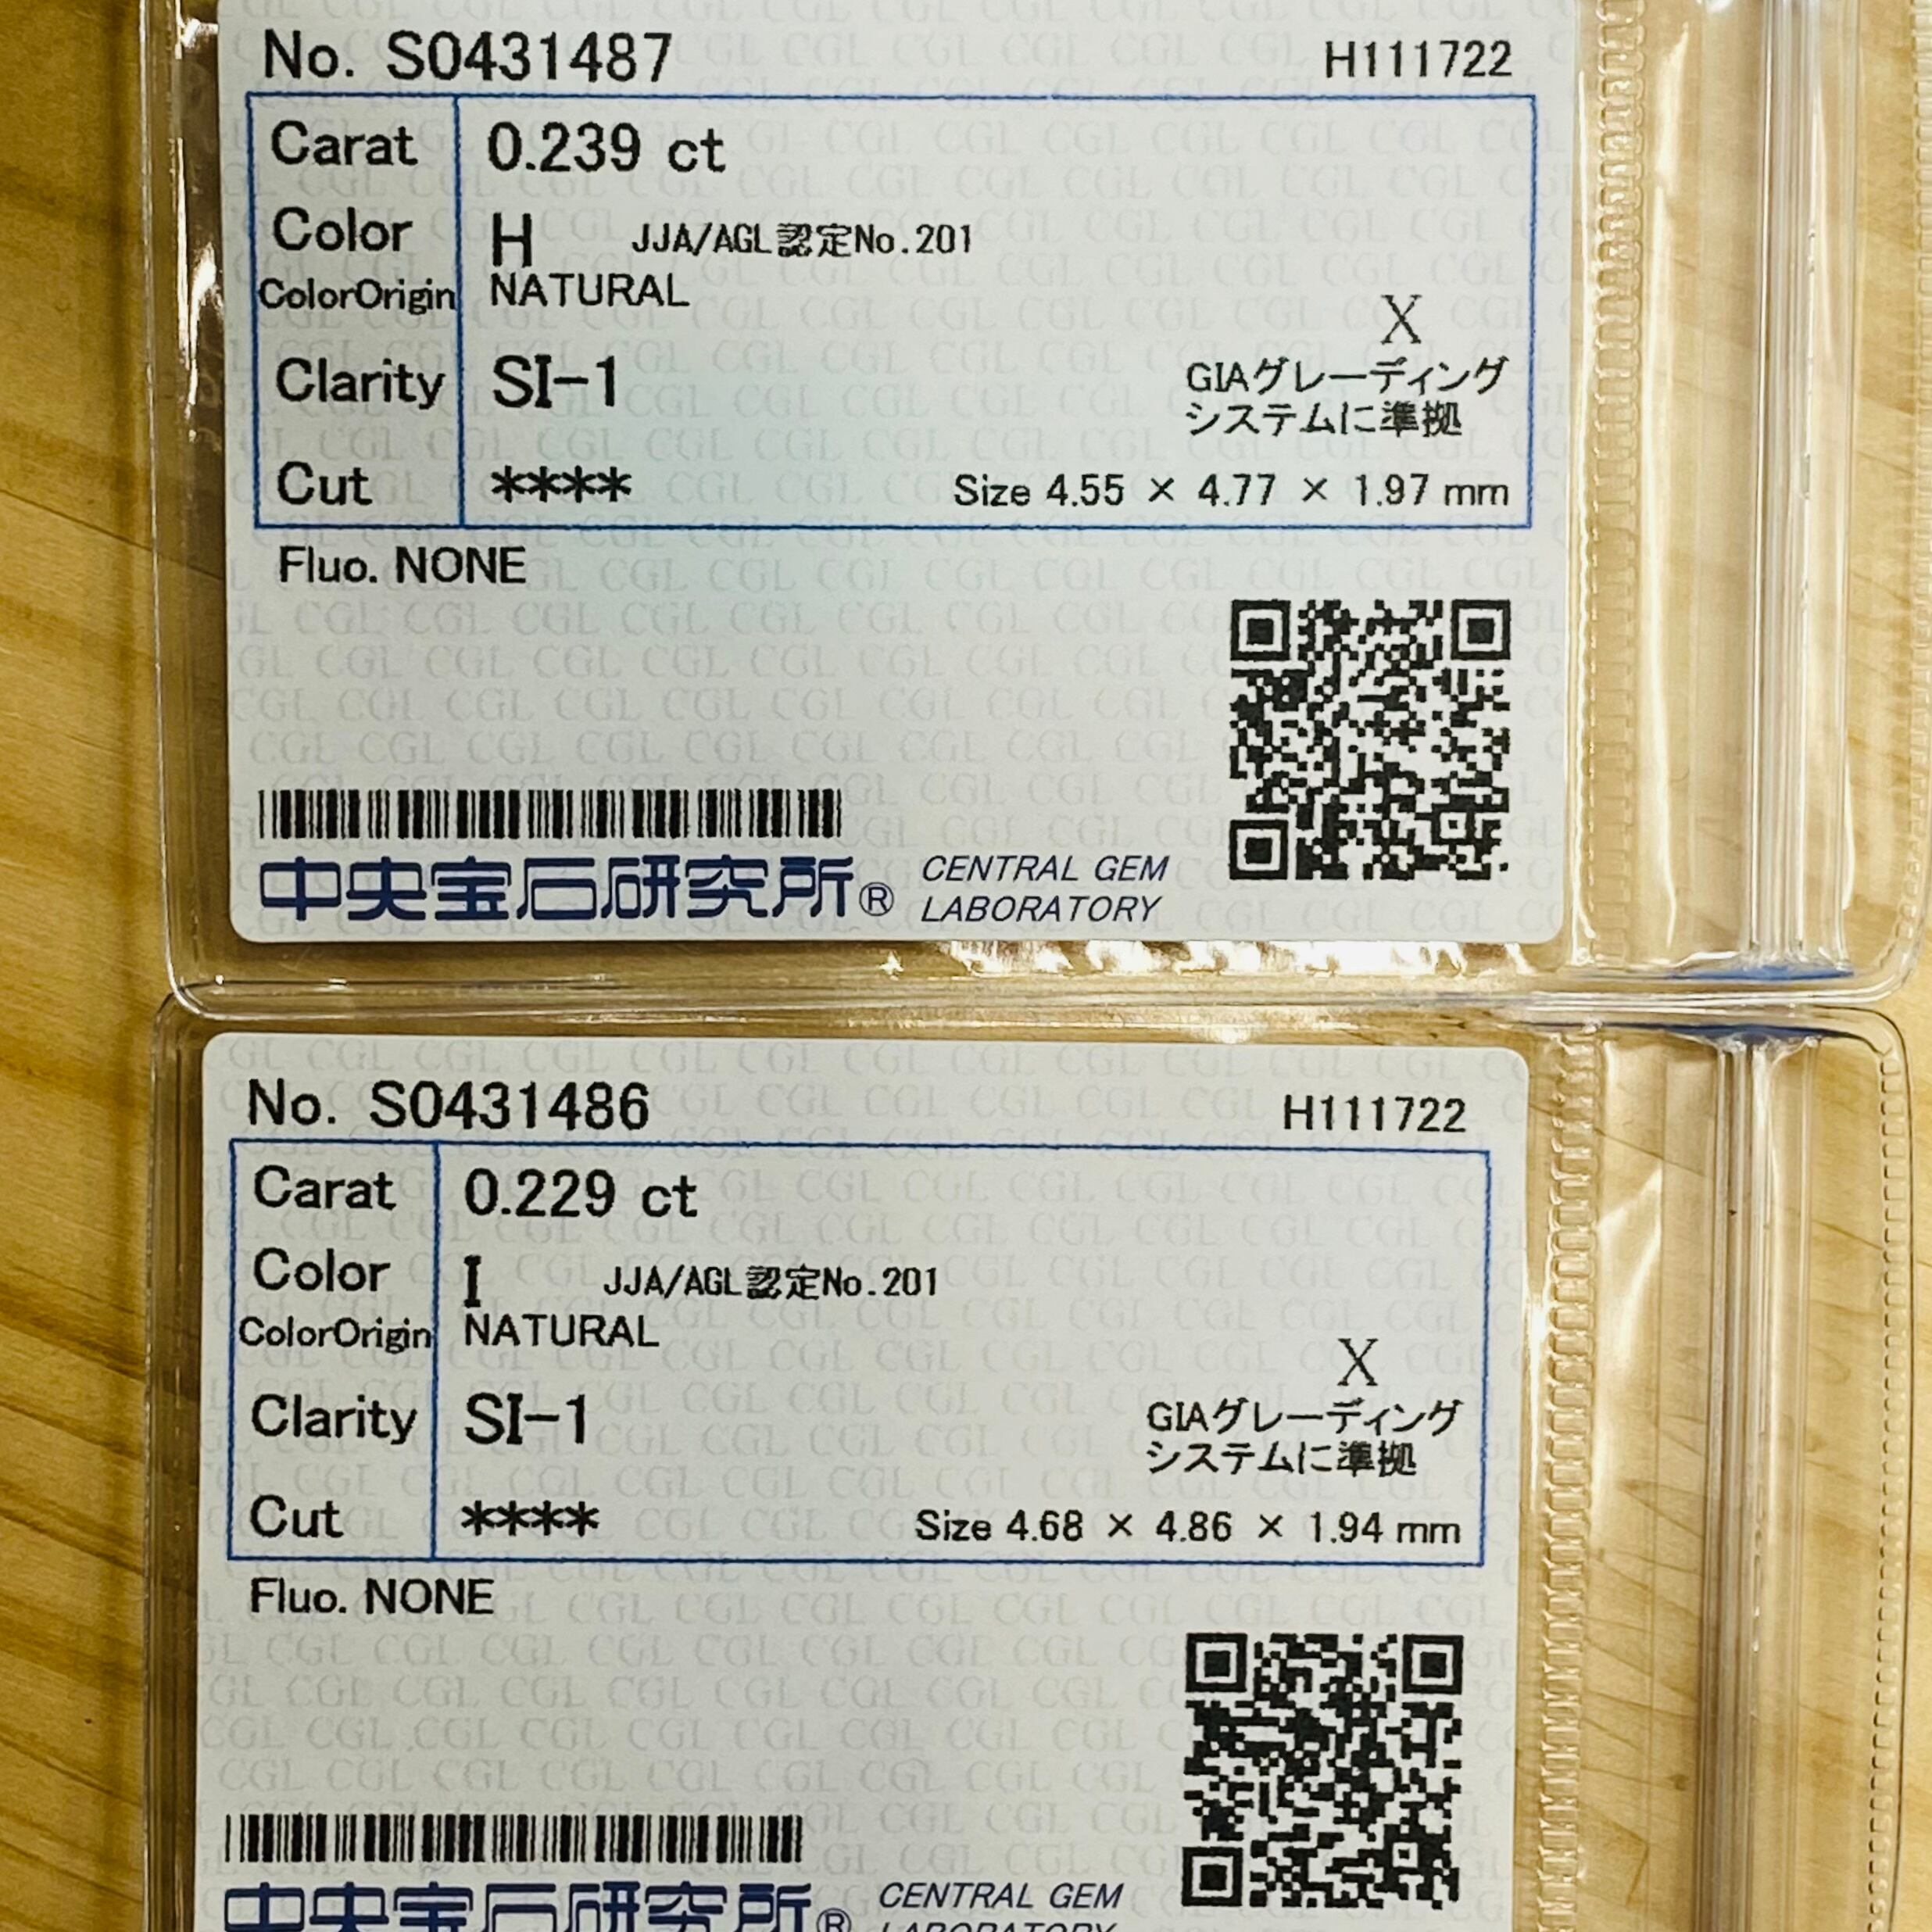 No. S0431487 H111722
Carat 0.239 ct
Color H JJA/AGL認定No.201
ColorOrigin NATURAL
X
Clarity SI-1 GIAグレーディング
システムに準拠
Cut **** Size 4.55 × 4.77 × 1.97 mm
Fluo. NONE
中央宝石研究所® CENTRAL GEM
LABORATORY
No. S0431486 H111722
Carat 0.229 ct
Color I JJA/AGL認定No.201
ColorOrigin NATURAL
X
Clarity SI-1 GIAグレーディング
システムに準拠
Cut **** Size 4.68 × 4.86 × 1.94 mm
Fluo. NONE
中央宝石研究所® CENTRAL GEM
LABORATORY